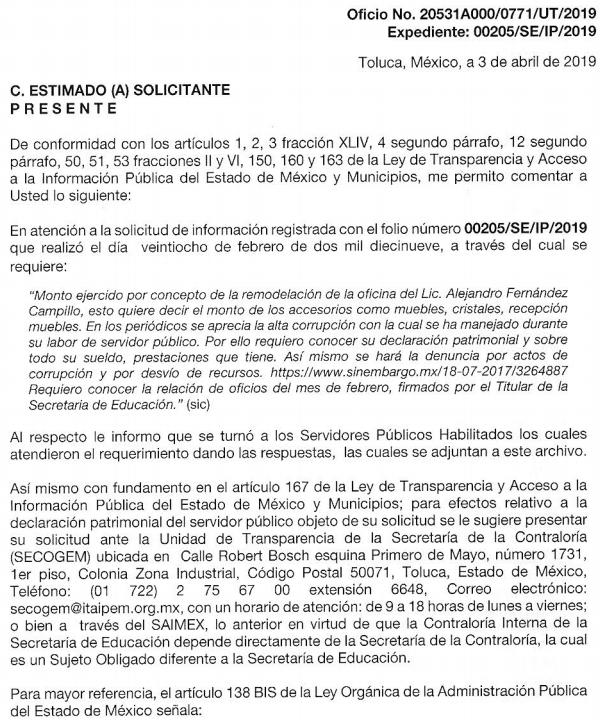 Oficio No. 20531A000/0771/UT/2019
Expediente: 00205/SE/IP/2019
Toluca, México, a 3 de abril de 2019
C. ESTIMADO (A) SOLICITANTE
P R E S E N T E
De conformidad con los artículos 1, 2, 3 fracción XLIV, 4 segundo párrafo, 12 segundo
párrafo, 50, 51, 53 fracciones II y VI, 150, 160 y 163 de la Ley de Transparencia y Acceso
a la Información Pública del Estado de México y Municipios, me permito comentar a
Usted lo siguiente:
En atención a la solicitud de información registrada con el folio número 00205/SE/IP/2019
que realizó el día veintiocho de febrero de dos mil diecinueve, a través del cual se
requiere:
“Monto ejercido por concepto de la remodelación de la oficina del Lic. Alejandro Fernández
Campillo, esto quiere decir el monto de los accesorios como muebles, cristales, recepción
muebles. En los periódicos se aprecia la alta corrupción con la cual se ha manejado durante
su labor de servidor público. Por ello requiero conocer su declaración patrimonial y sobre
todo su sueldo, prestaciones que tiene. Así mismo se hará la denuncia por actos de
corrupción y por desvío de recursos. https://www.sinembargo.mx/18-07-2017/3264887
Requiero conocer la relación de oficios del mes de febrero, firmados por el Titular de la
Secretaria de Educación.” (sic)
Al respecto le informo que se turnó a los Servidores Públicos Habilitados los cuales
atendieron el requerimiento dando las respuestas, las cuales se adjuntan a este archivo.
Así mismo con fundamento en el artículo 167 de la Ley de Transparencia y Acceso a la
Información Pública del Estado de México y Municipios; para efectos relativo a la
declaración patrimonial del servidor público objeto de su solicitud se le sugiere presentar
su solicitud ante la Unidad de Transparencia de la Secretaría de la Contraloría
(SECOGEM) ubicada en Calle Robert Bosch esquina Primero de Mayo, número 1731,
1er piso, Colonia Zona Industrial, Código Postal 50071, Toluca, Estado de México,
Teléfono: (01 722) 2 75 67 00 extensión 6648, Correo electrónico:
secogem@itaipem.org.mx, con un horario de atención: de 9 a 18 horas de lunes a viernes;
o bien a través del SAIMEX, lo anterior en virtud de que la Contraloría Interna de la
Secretaría de Educación depende directamente de la Secretaría de la Contraloría, la cual
es un Sujeto Obligado diferente a la Secretaría de Educación.
Para mayor referencia, el artículo 138 BIS de la Ley Orgánica de la Administración Pública
del Estado de México señala: